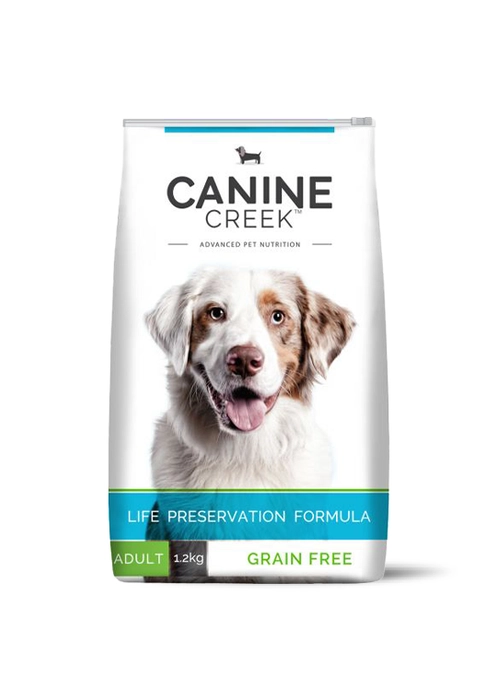 CANINE
CREEK™
ADVANCED PET NUTRITION
LIFE PRESERVATION FORMULA
ADULT 1.2kg GRAIN FREE